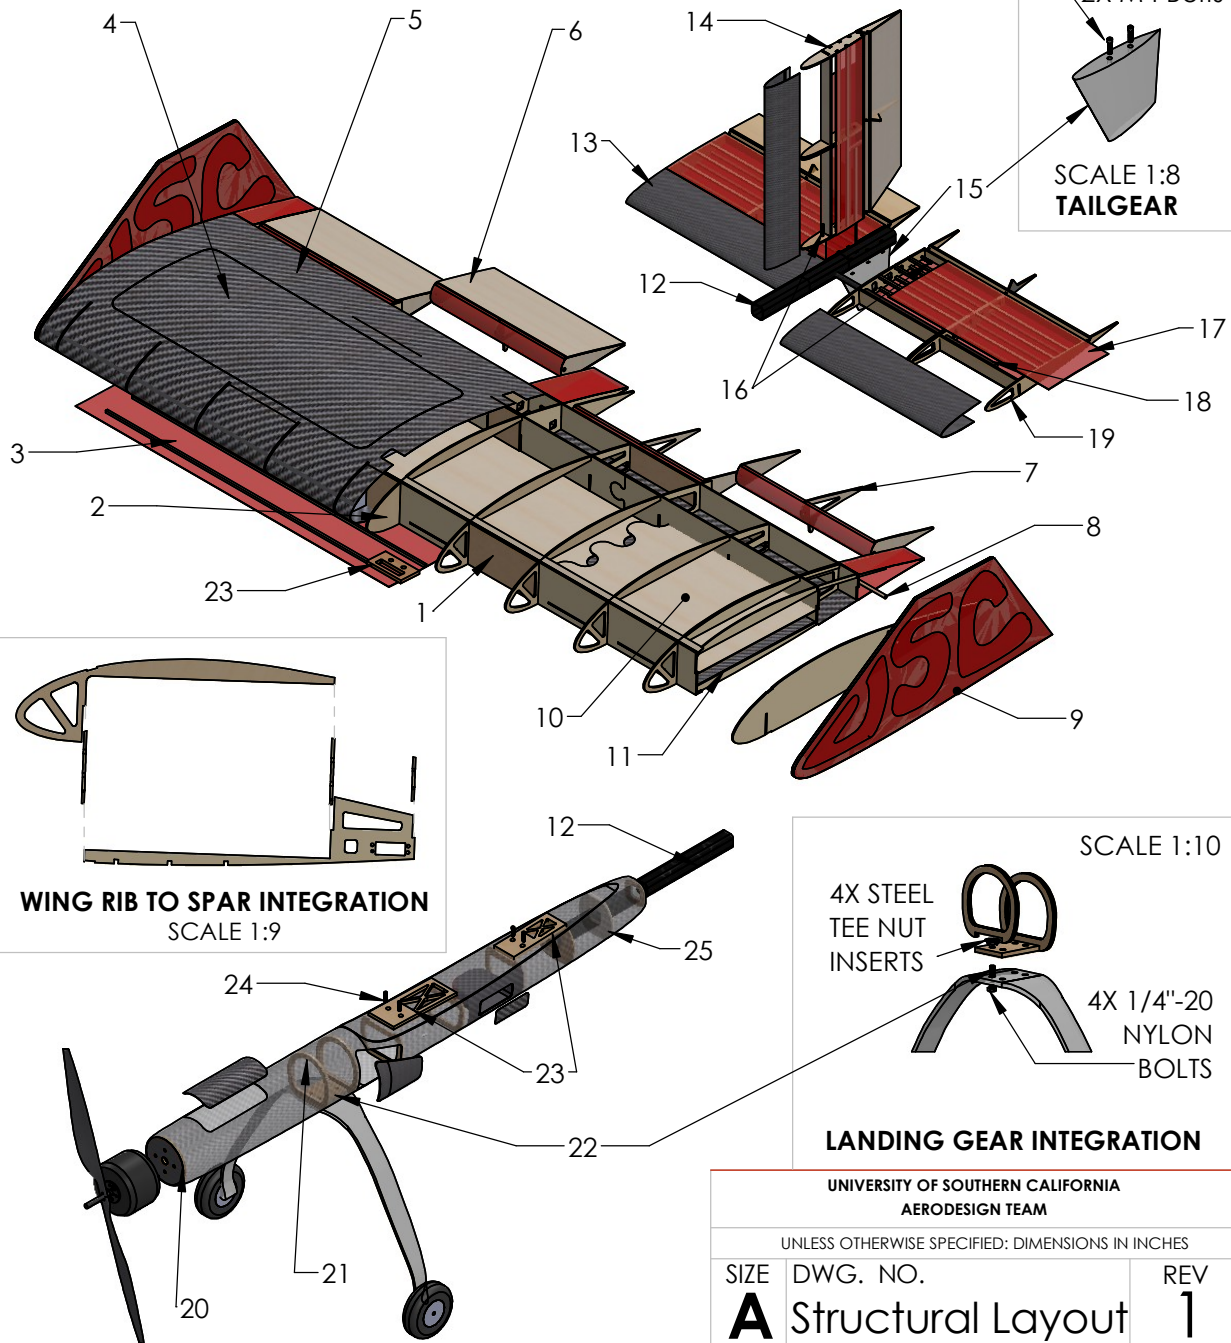 4
5
6
14
13
15
12
16
17
18
19
SCALE 1:8
TAILGEAR
3
2
23
1
7
8
10
11
9
USC
USC
WING RIB TO SPAR INTEGRATION
SCALE 1:9
12
25
24
23
22
21
20
SCALE 1:10
4X STEEL
TEE NUT
INSERTS
4X 1/4"-20
NYLON
BOLTS
LANDING GEAR INTEGRATION
UNIVERSITY OF SOUTHERN CALIFORNIA
AERODESIGN TEAM
UNLESS OTHERWISE SPECIFIED: DIMENSIONS IN INCHES
SIZE
A
DWG. NO.
Structural Layout
REV
1